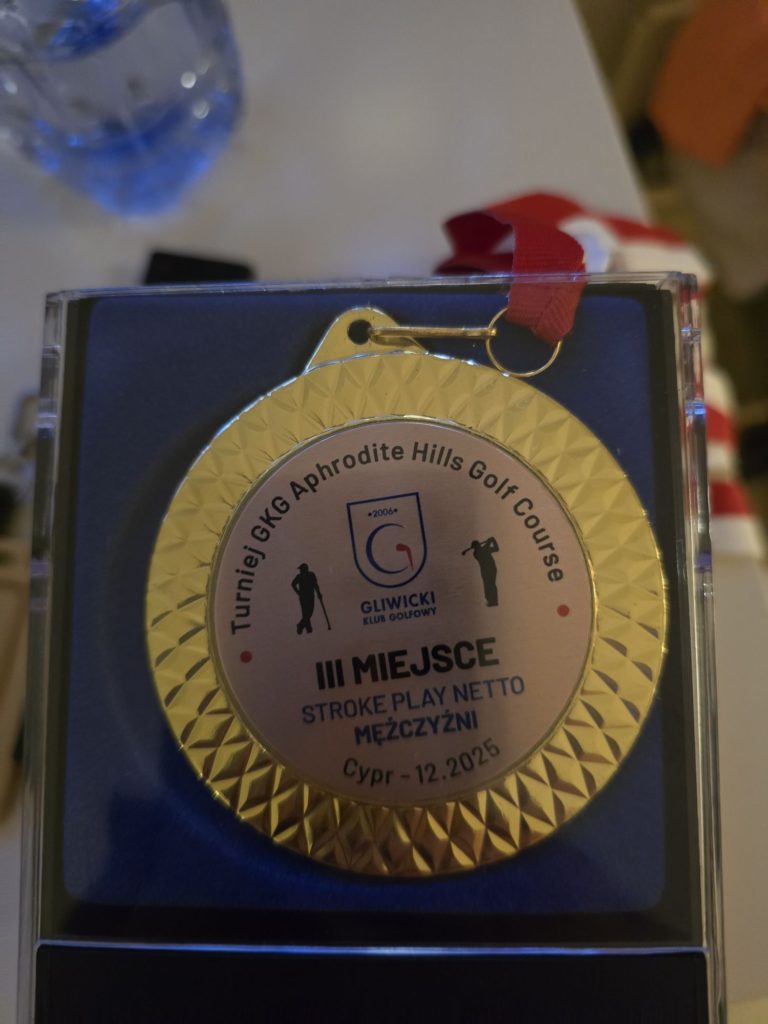 Turniej GKG Aphrodite Hills Golf Course
•2006•
G
GLIWICKI
KLUB GOLFOWY
III MIEJSCE
STROKE PLAY NETTO
MĘŻCZYŹNI
Cypr - 12.2025